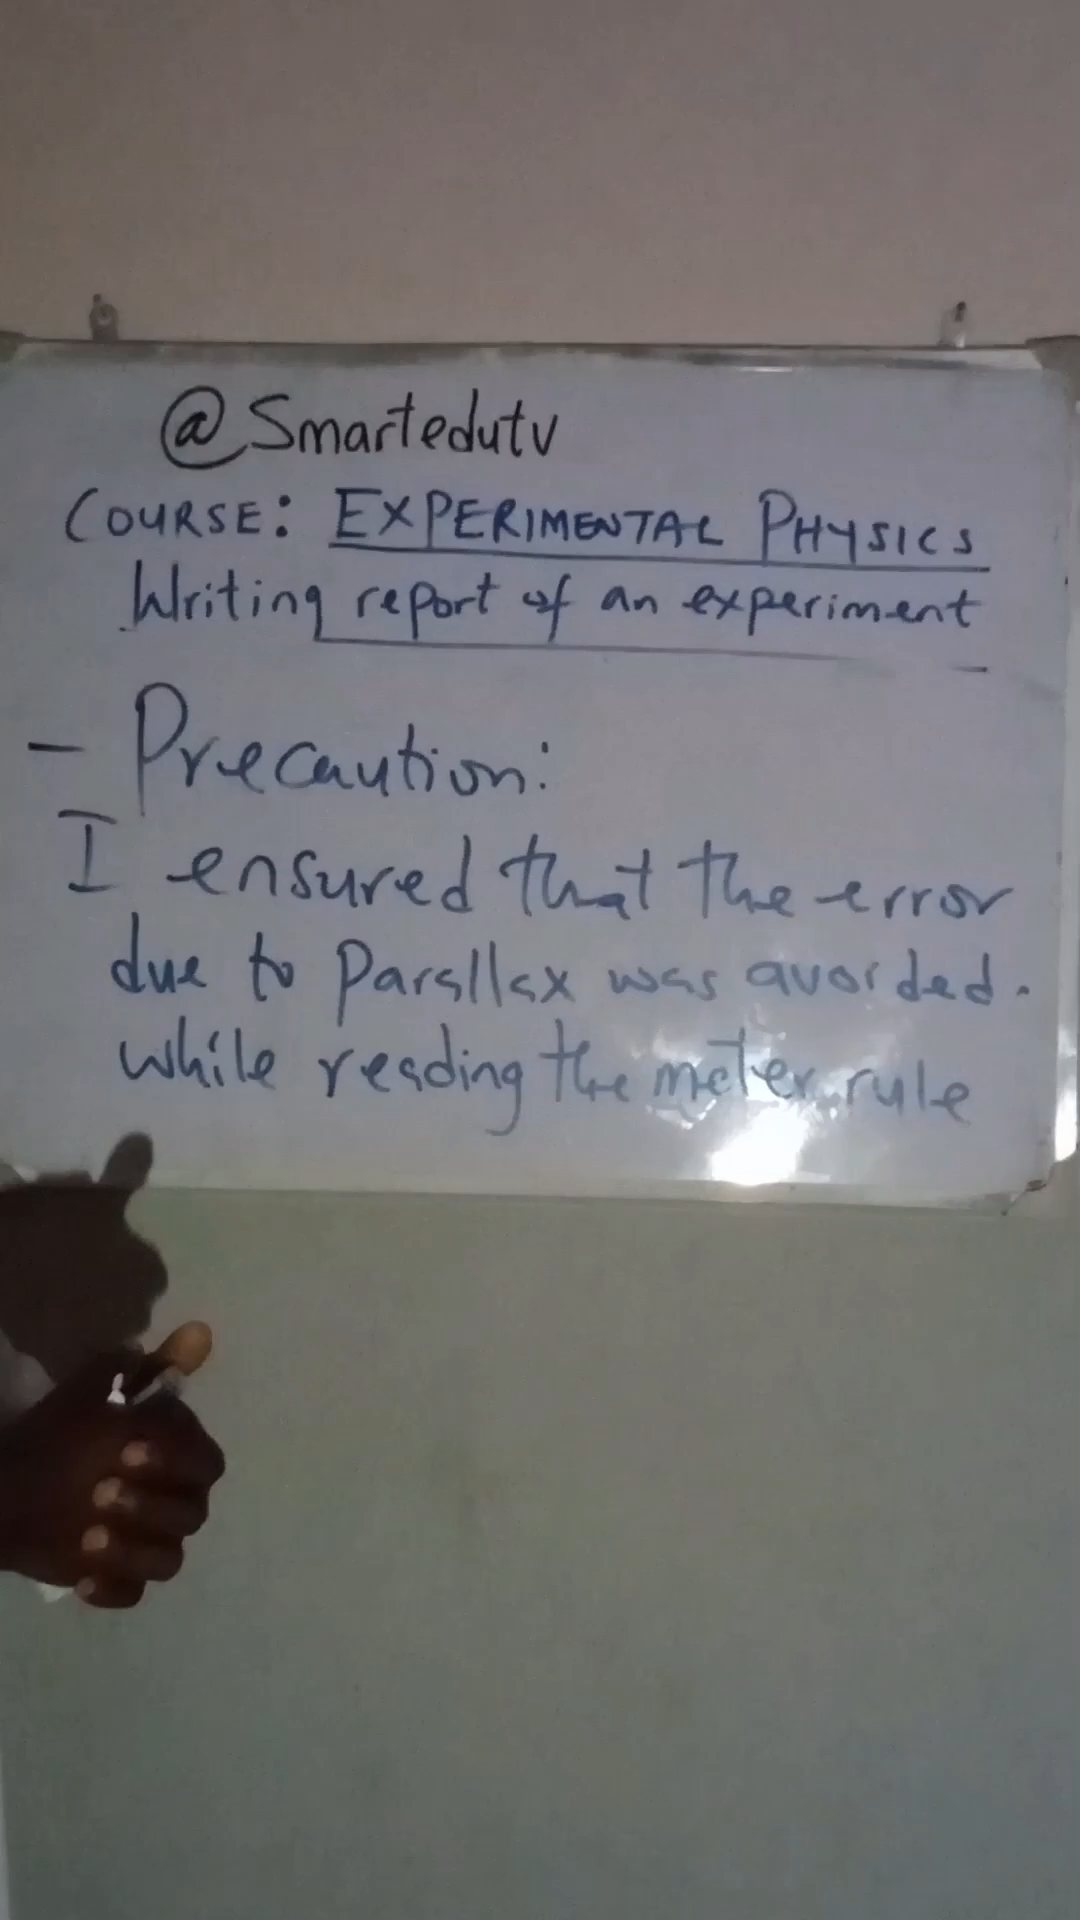 @Smartedutv
COURSE: EXPERIMENTAL PHYSICS
Writing report of an experiment
- Precaution:
I ensured that the error
due to Parallax was avoided.
while reading the meter rule